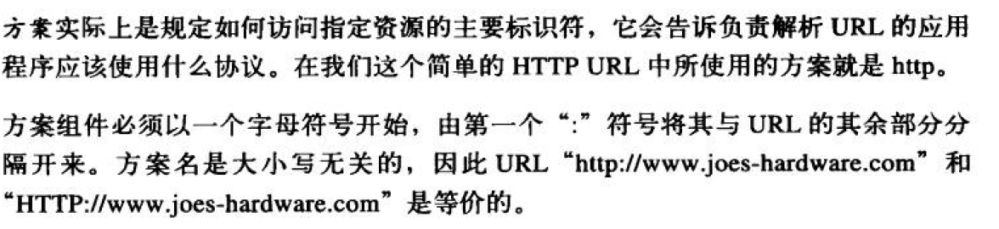 方案实际上是规定如何访问指定资源的主要标识符，它会告诉负责解析 URL 的应用
程序应该使用什么协议。在我们这个简单的 HTTP URL 中所使用的方案就是 http。
方案组件必须以一个字母符号开始，由第一个“:”符号将其与 URL 的其余部分分
隔开来。方案名是大小写无关的，因此 URL“http://www.joes-hardware.com”和
“HTTP://www.joes-hardware.com”是等价的。